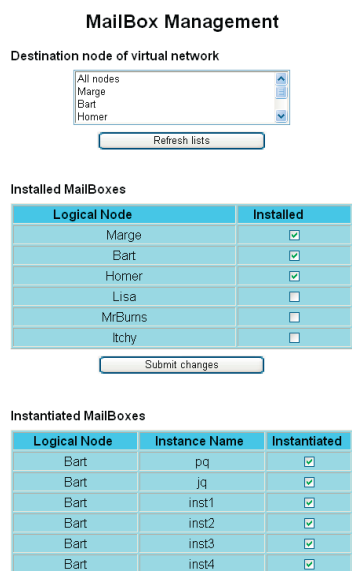 MailBox Management
Destination node of virtual network
All nodes
Marge
Bart
Homer
Refresh lists
Installed MailBoxes
Logical Node Installed
Marge
Bart
Homer
Lisa
MrBurns
Itchy
Submit changes
Instantiated MailBoxes
Logical Node Instance Name Instantiated
Bart pq
Bart jq
Bart inst1
Bart inst2
Bart inst3
Bart inst4